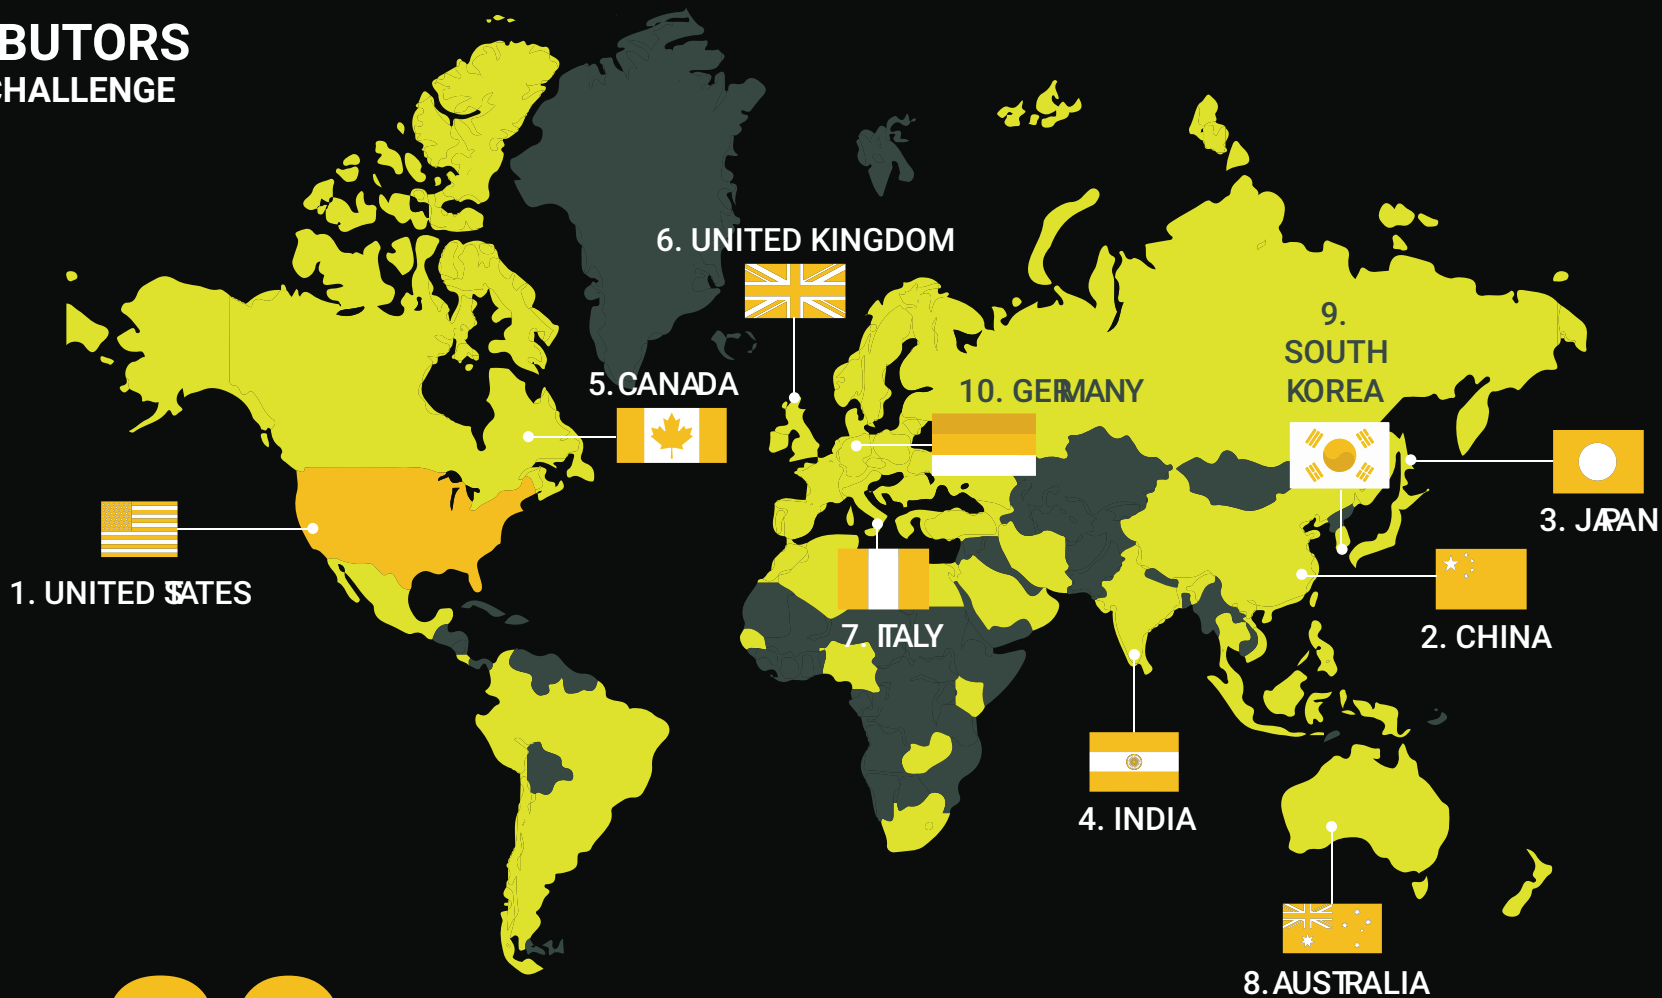 BUTORS
CHALLENGE
6. UNITED KINGDOM
9.
SOUTH
KOREA
5. CANADA
10. GERMANY
3. JAPAN
1. UNITED STATES
7. ITALY
2. CHINA
4. INDIA
8. AUSTRALIA